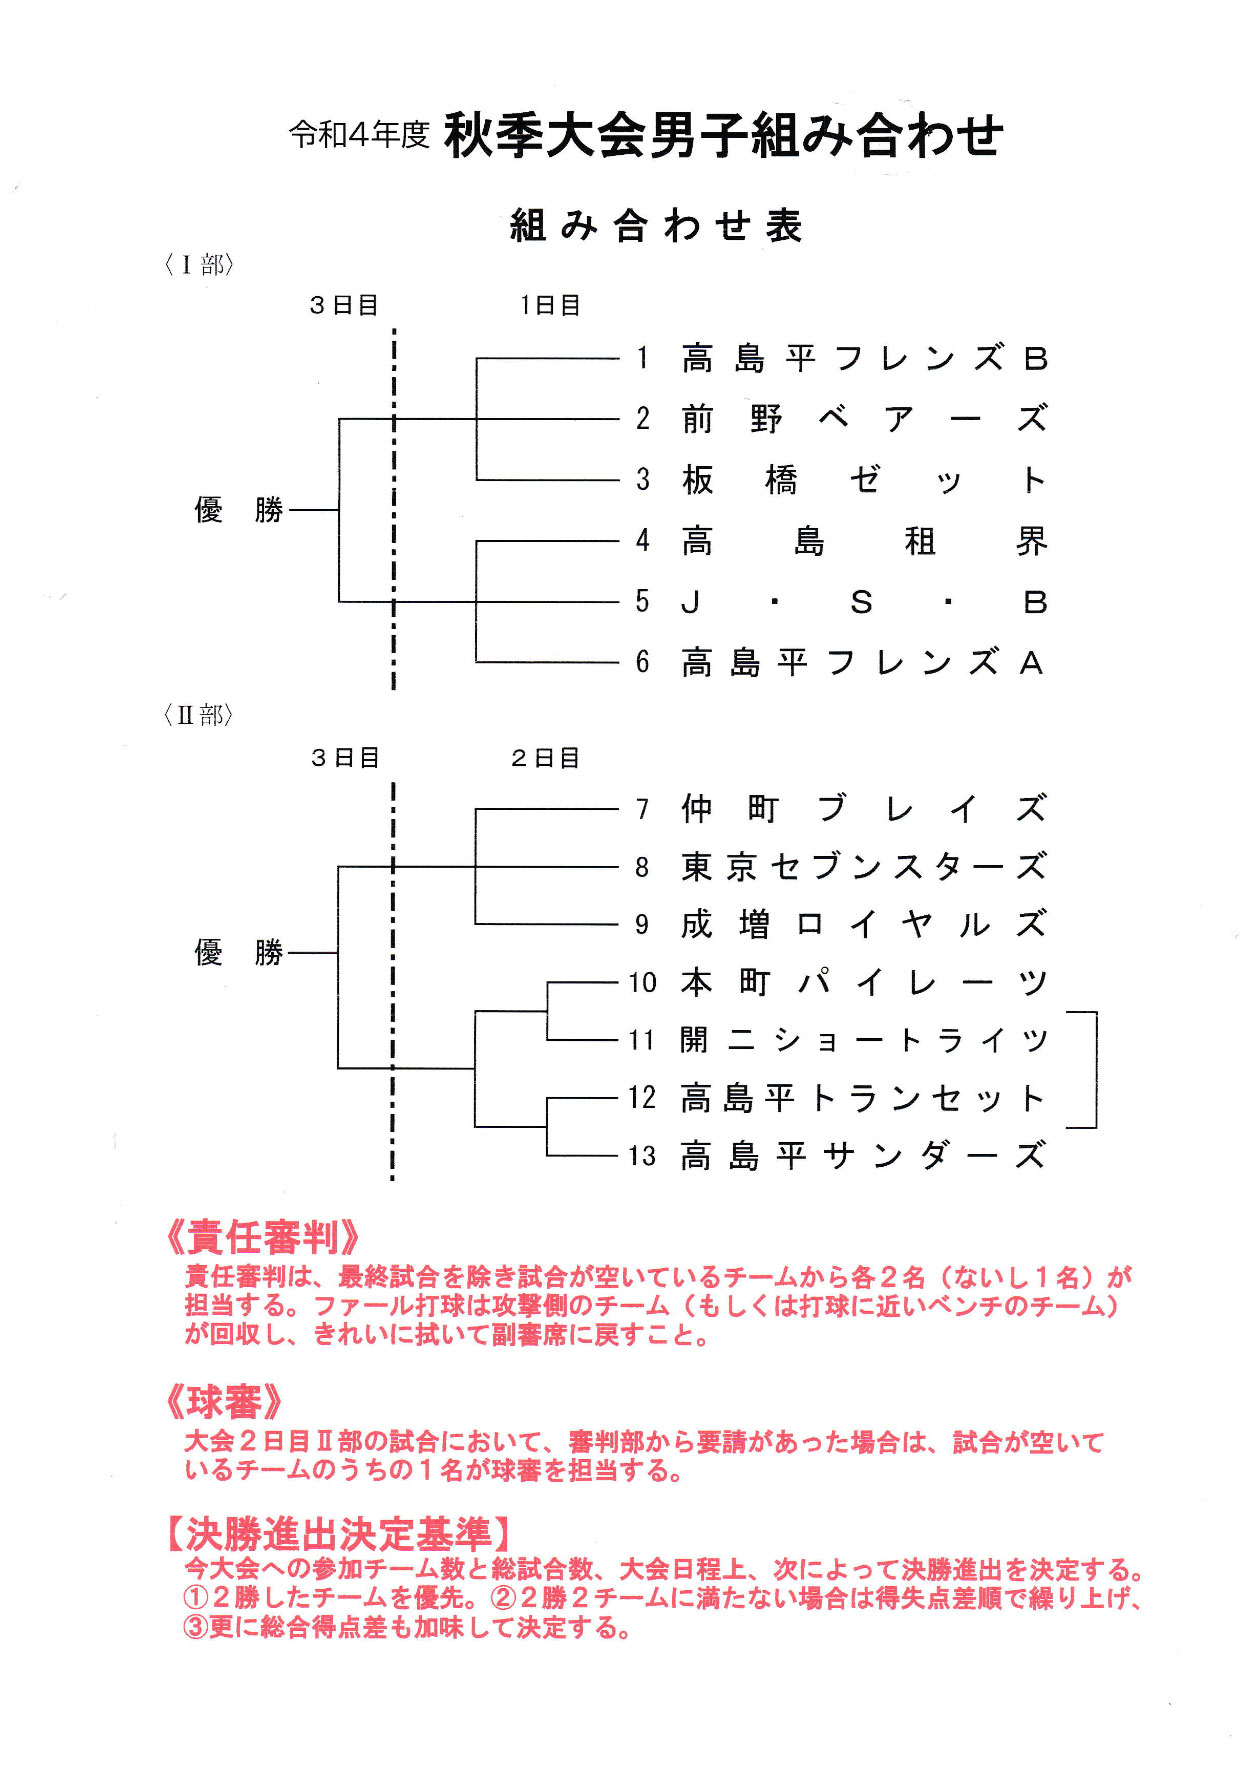 令和4年度 秋季大会男子組み合わせ
組み合わせ表
〈Ⅰ部〉
3日目 1日目
1 高島平フレンズB
2 前野ベアーズ
3 板橋ゼット
優勝
4 高島租界
5 J・S・B
6 高島平フレンズA
〈Ⅱ部〉
3日目 2日目
7 仲町ブレイズ
8 東京セブンスターズ
9 成増ロイヤルズ
優勝
10 本町パイレーツ
11 開二ショートライツ
12 高島平トランセット
13 高島平サンダーズ
《責任審判》
責任審判は、最終試合を除き試合が空いているチームから各２名（ないし１名）が
担当する。ファール打球は攻撃側のチーム（もしくは打球に近いベンチのチーム）
が回収し、きれいに拭いて副審席に戻すこと。
《球審》
大会２日目Ⅱ部の試合において、審判部から要請があった場合は、試合が空いて
いるチームのうちの１名が球審を担当する。
【決勝進出決定基準】
今大会への参加チーム数と総試合数、大会日程上、次によって決勝進出を決定する。
①２勝したチームを優先。②２勝２チームに満たない場合は得失点差順で繰り上げ、
③更に総合得点差も加味して決定する。